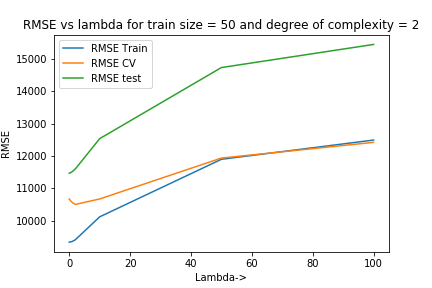 RMSE vs lambda for train size = 50 and degree of complexity = 2
RMSE Train
RMSE CV
RMSE test
15000
14000
13000
12000
11000
10000
RMSE
0 20 40 60 80 100
Lambda->